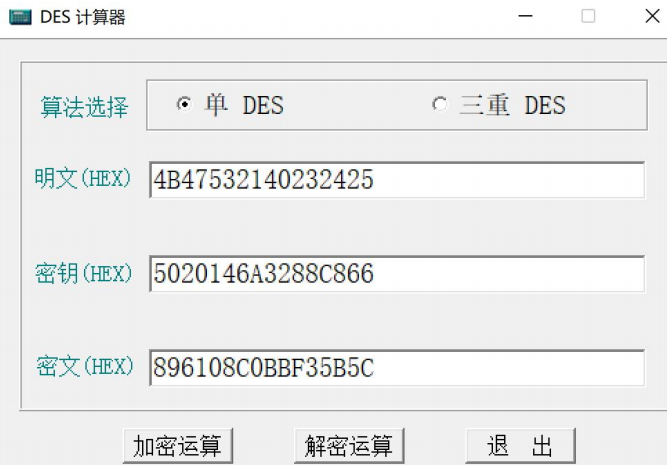 DES 计算器
算法选择 单 DES 三重 DES
明文(HEX) 4B47532140232425
密钥(HEX) 5020146A3288C866
密文(HEX) 896108C0BBF35B5C
加密运算 解密运算 退 出